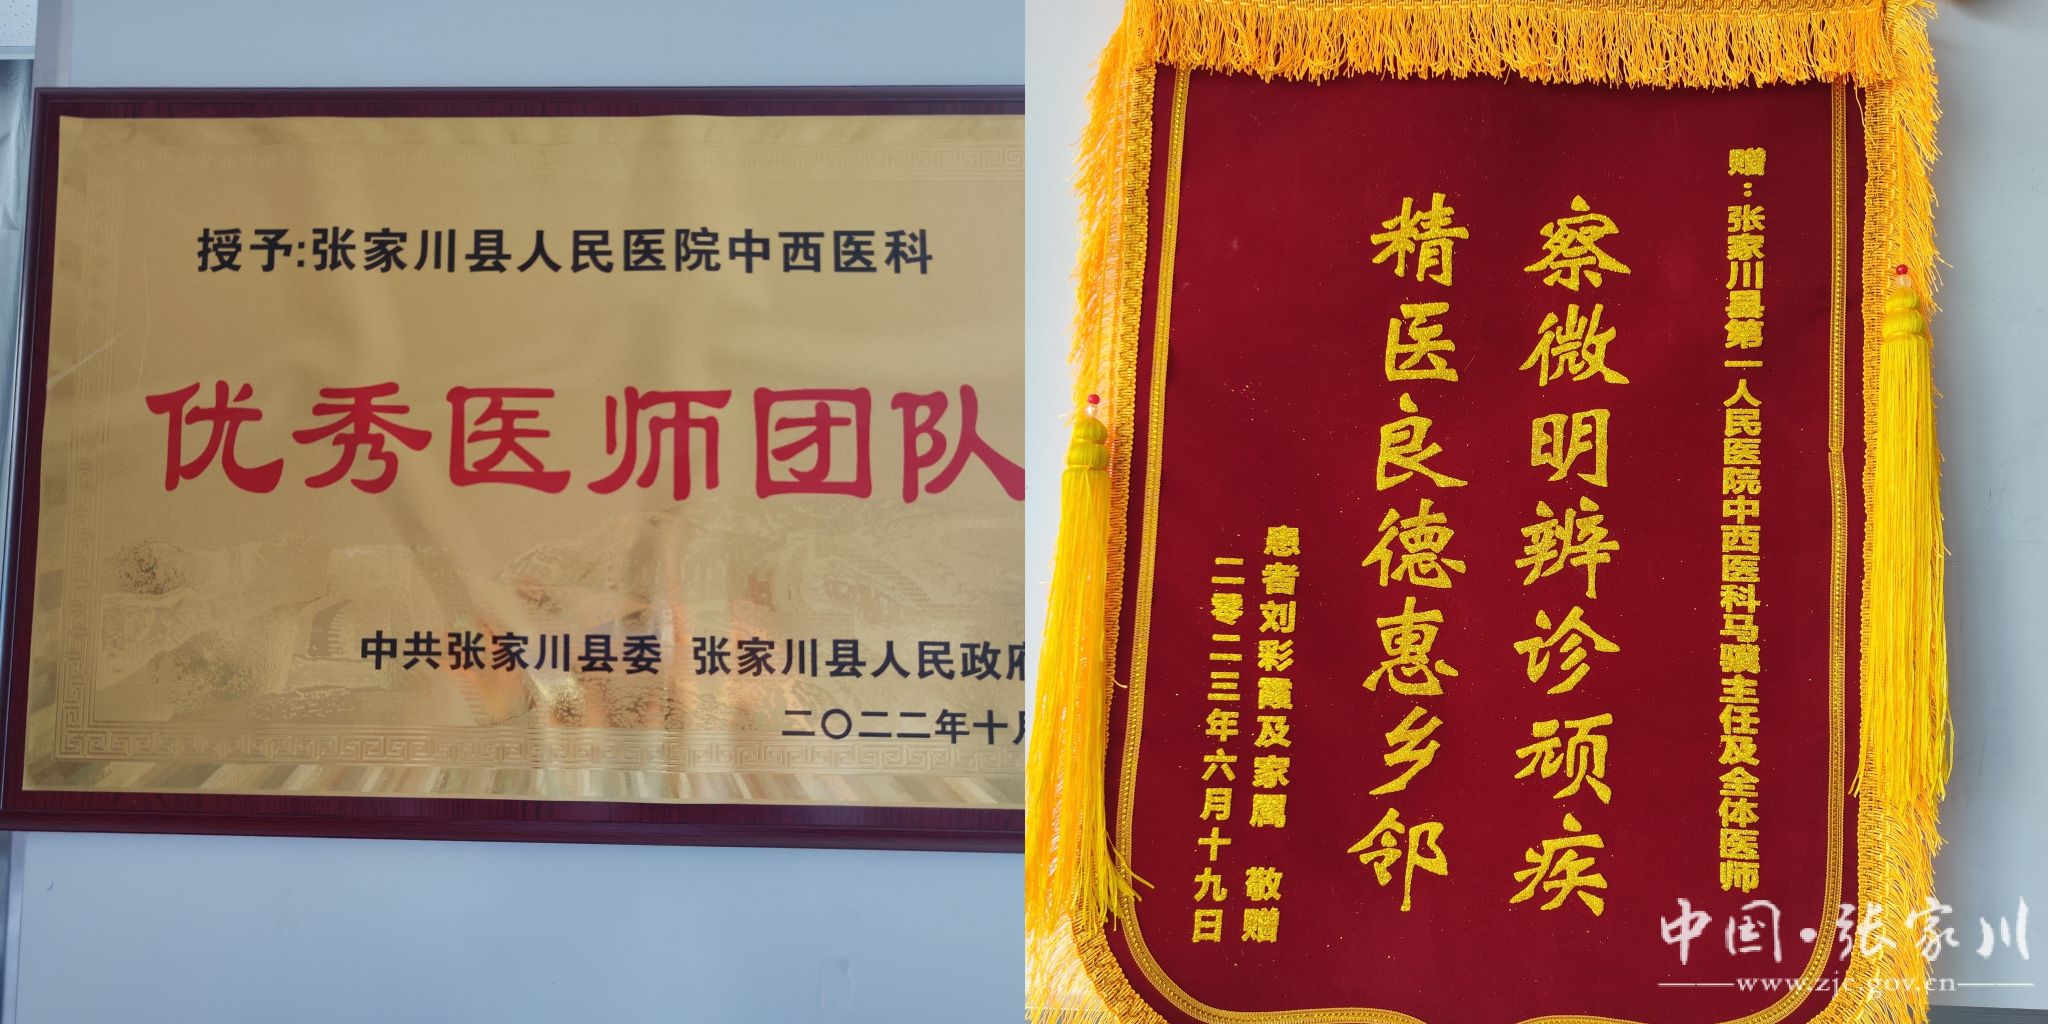 授予:张家川县人民医院中西医科
优秀医师团队
中共张家川县委 张家川县人民政府
二〇二二年十月
赠:张家川县第一人民医院中西医科马骥主任及全体医师
察微明辨诊顽疾
精医良德惠乡邻
患者刘彩霞及家属 敬赠
二零二三年六月十九日
中国·张家川
www.zjc.gov.cn